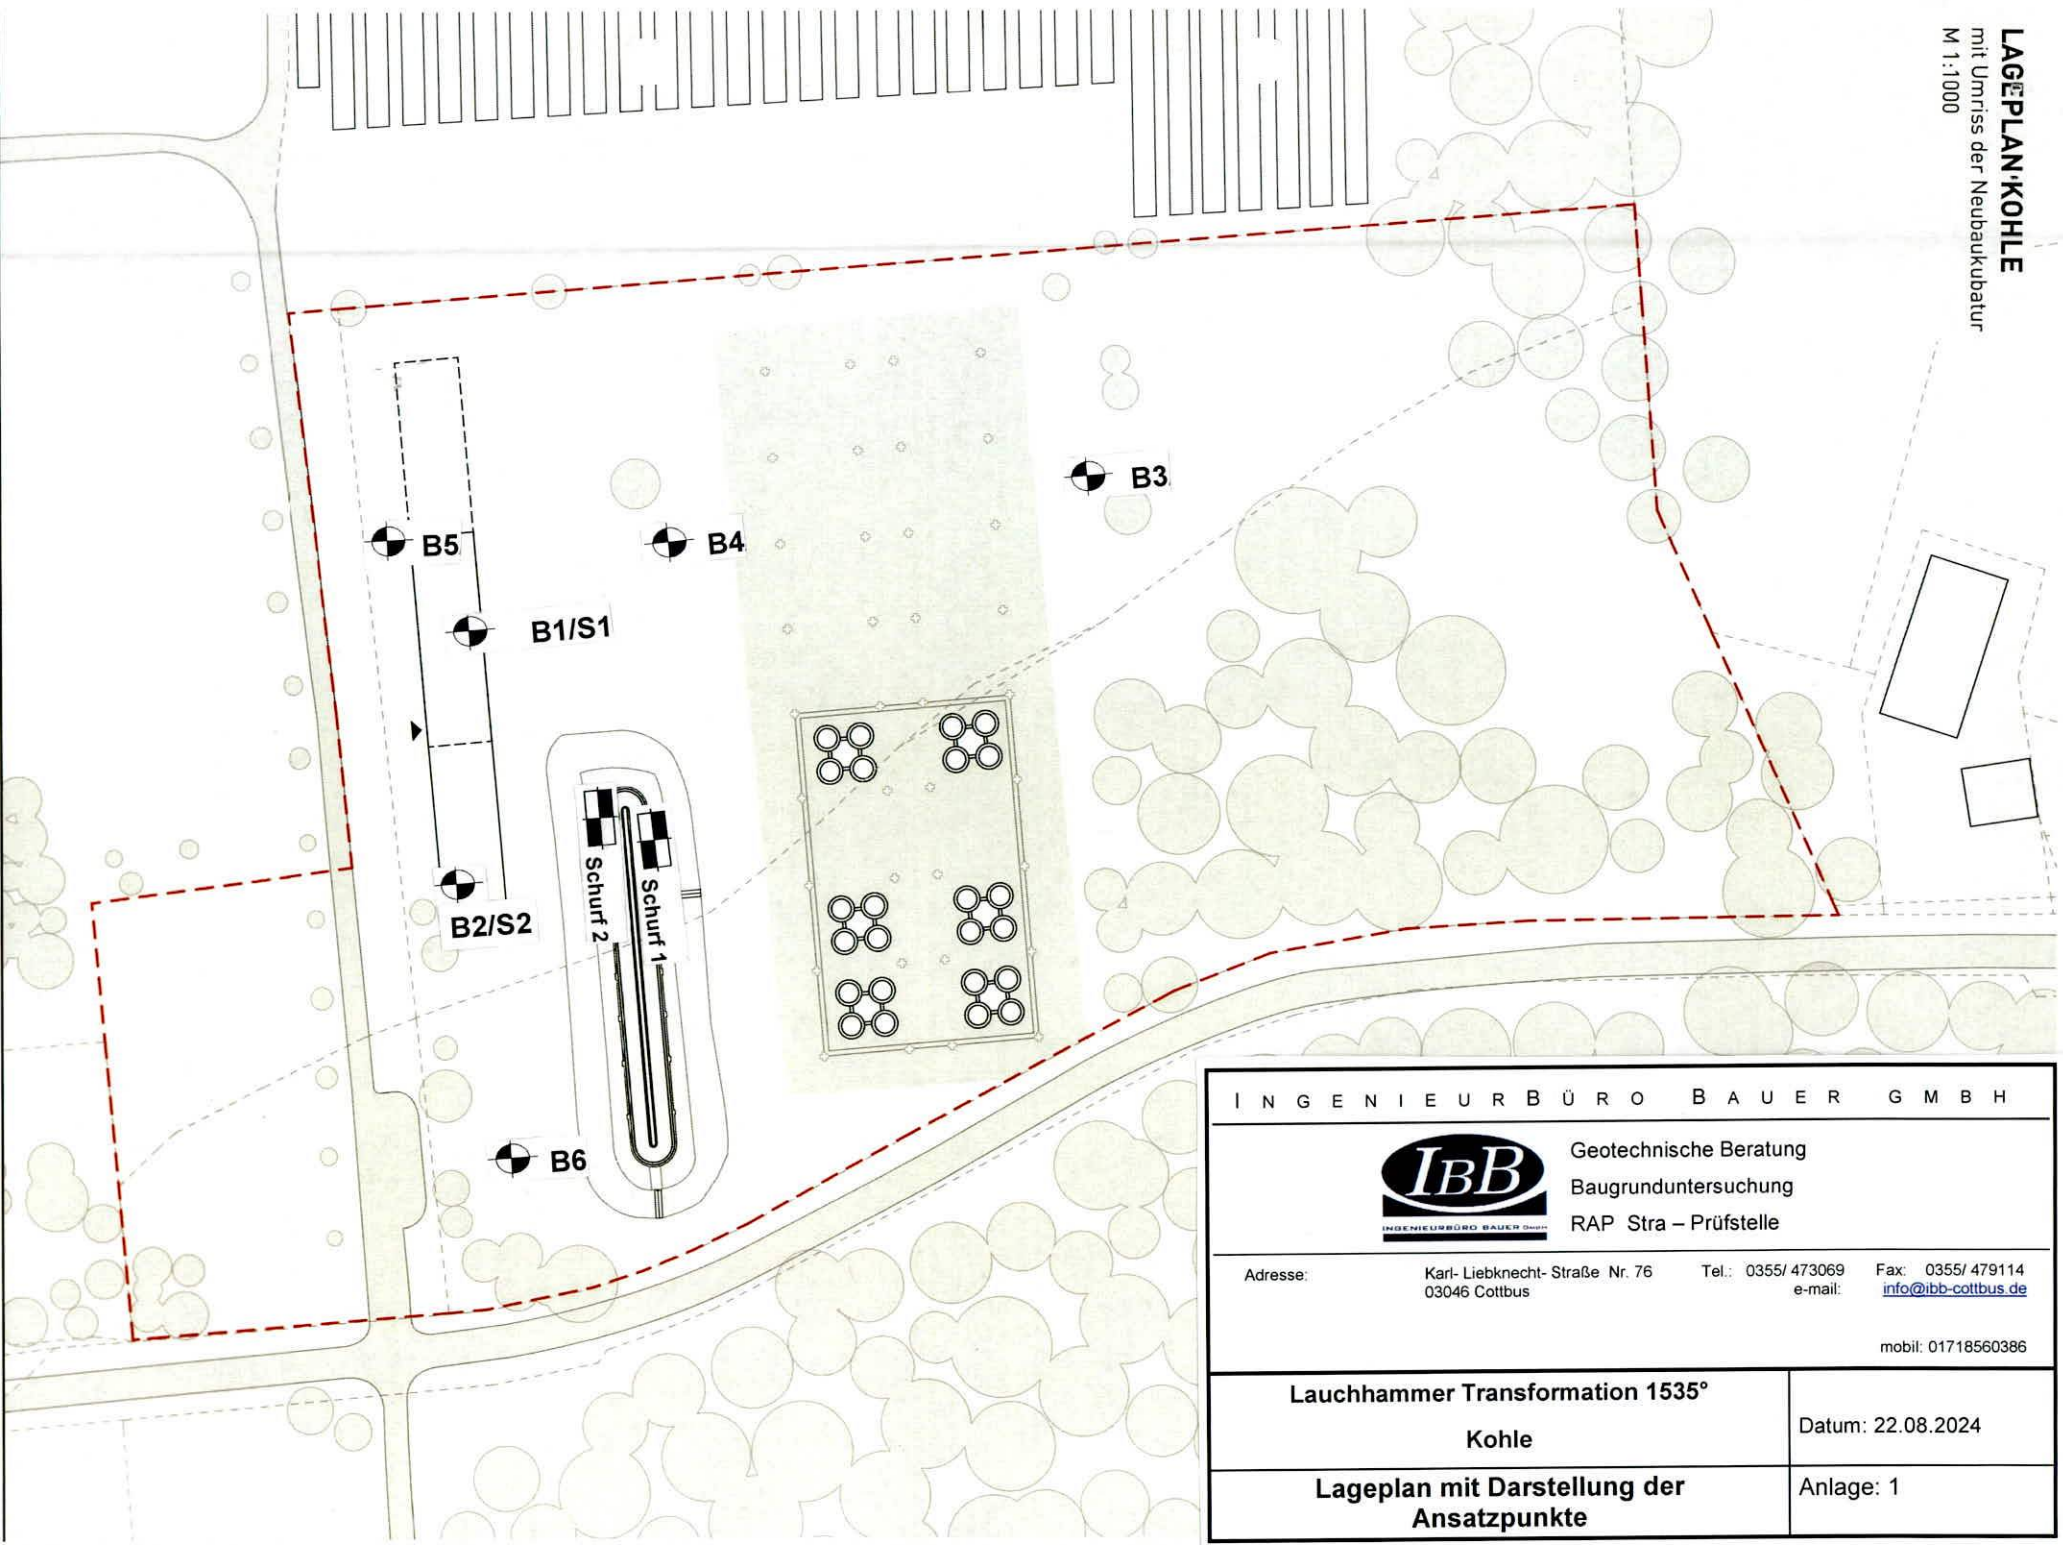 LAGEPLAN KOHLE
mit Umriss der Neubaukubatur
M 1:1000
B3
B4
B5
B1/S1
Schurf 2
Schurf 1
B2/S2
B6
INGENIEURBÜRO BAUER GMBH
IBB
INGENIEURBÜRO BAUER GmbH
Geotechnische Beratung
Baugrunduntersuchung
RAP Stra – Prüfstelle
Adresse: Karl- Liebknecht- Straße Nr. 76 Tel.: 0355/ 473069 Fax: 0355/ 479114
03046 Cottbus e-mail: info@ibb-cottbus.de
mobil: 01718560386
Lauchhammer Transformation 1535°
Kohle
Datum: 22.08.2024
Lageplan mit Darstellung der
Ansatzpunkte
Anlage: 1